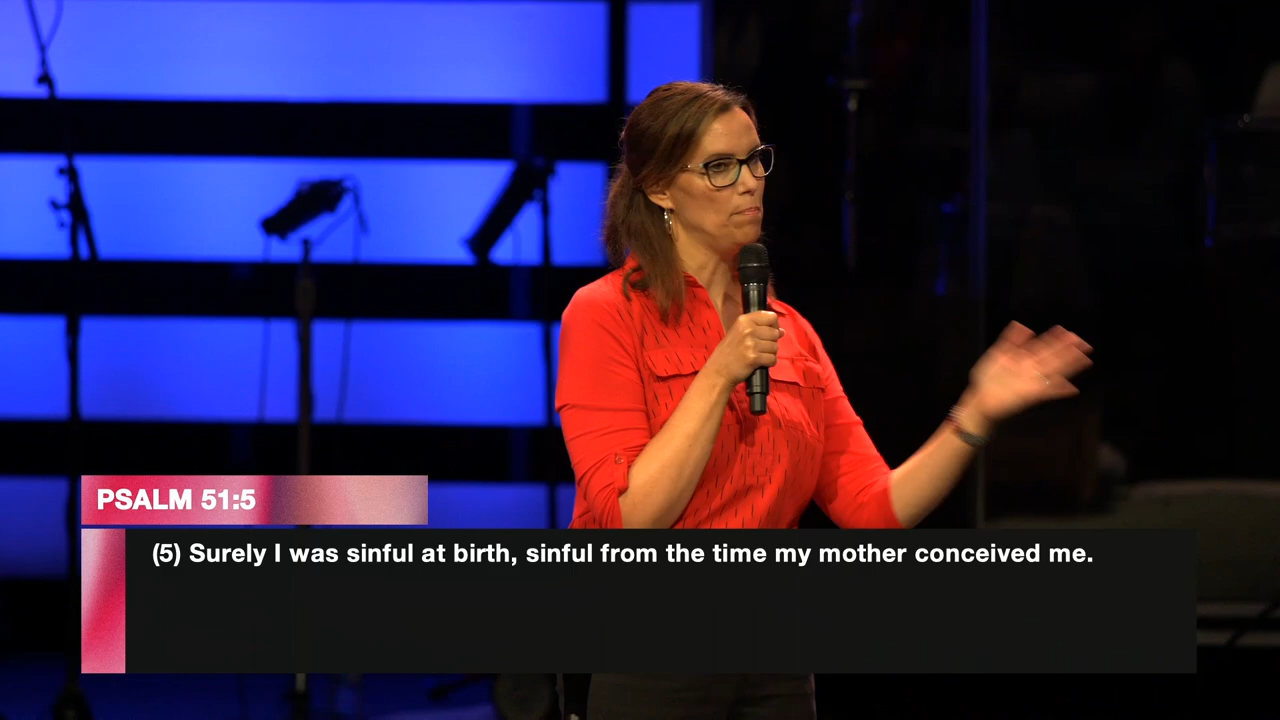 PSALM 51:5
(5) Surely I was sinful at birth, sinful from the time my mother conceived me.